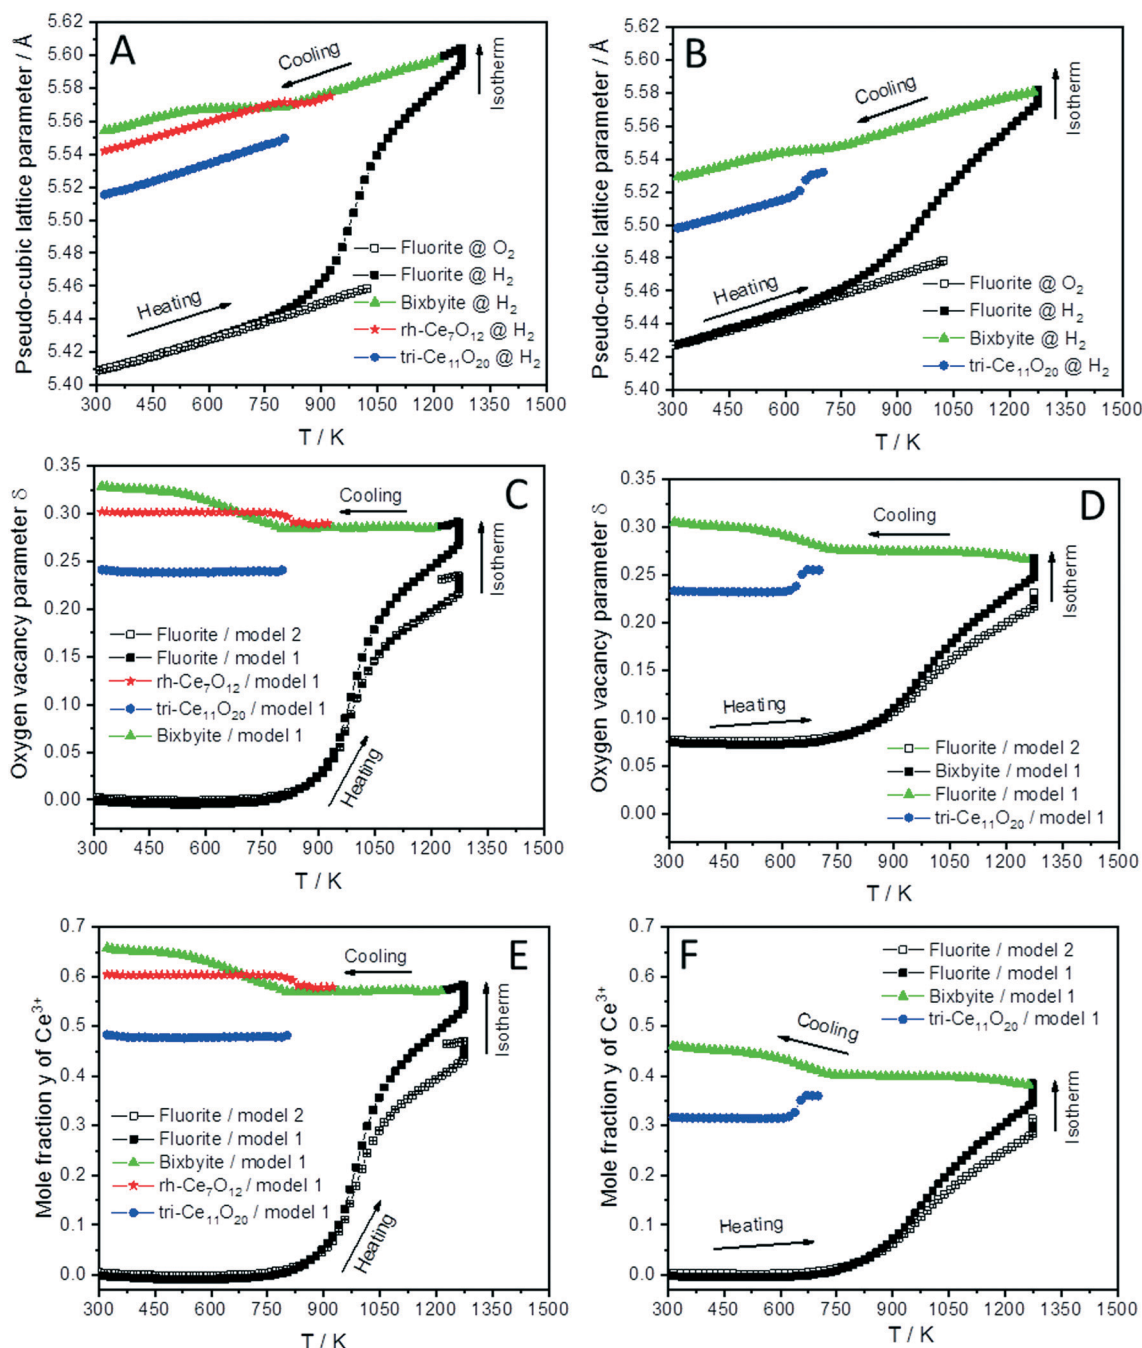 A
Pseudo-cubic lattice parameter / Å
5.62
5.60
5.58
5.56
5.54
5.52
5.50
5.48
5.46
5.44
5.42
5.40
Cooling
Isotherm
Heating
Fluorite @ O₂
Fluorite @ H₂
Bixbyite @ H₂
rh-Ce₇O₁₂ @ H₂
tri-Ce₁₁O₂₀ @ H₂
300 450 600 750 900 1050 1200 1350 1500
T / K
B
Pseudo-cubic lattice parameter / Å
5.62
5.60
5.58
5.56
5.54
5.52
5.50
5.48
5.46
5.44
5.42
5.40
Cooling
Isotherm
Heating
Fluorite @ O₂
Fluorite @ H₂
Bixbyite @ H₂
tri-Ce₁₁O₂₀ @ H₂
300 450 600 750 900 1050 1200 1350 1500
T / K
C
Oxygen vacancy parameter δ
0.35
0.30
0.25
0.20
0.15
0.10
0.05
0.00
Cooling
Isotherm
Heating
Fluorite / model 2
Fluorite / model 1
rh-Ce₇O₁₂ / model 1
tri-Ce₁₁O₂₀ / model 1
Bixbyite / model 1
300 450 600 750 900 1050 1200 1350 1500
T / K
D
Oxygen vacancy parameter δ
0.35
0.30
0.25
0.20
0.15
0.10
0.05
0.00
Cooling
Isotherm
Heating
Fluorite / model 2
Bixbyite / model 1
Fluorite / model 1
tri-Ce₁₁O₂₀ / model 1
300 450 600 750 900 1050 1200 1350 1500
T / K
E
Mole fraction y of Ce³⁺
0.7
0.6
0.5
0.4
0.3
0.2
0.1
0.0
Cooling
Isotherm
Heating
Fluorite / model 2
Fluorite / model 1
Bixbyite / model 1
rh-Ce₇O₁₂ / model 1
tri-Ce₁₁O₂₀ / model 1
300 450 600 750 900 1050 1200 1350 1500
T / K
F
Mole fraction y of Ce³⁺
0.7
0.6
0.5
0.4
0.3
0.2
0.1
0.0
Fluorite / model 2
Fluorite / model 1
Bixbyite / model 1
tri-Ce₁₁O₂₀ / model 1
Cooling
Isotherm
Heating
300 450 600 750 900 1050 1200 1350 1500
T / K